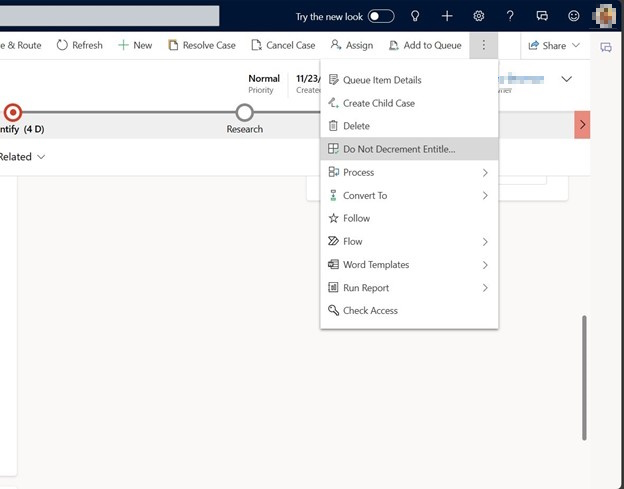 Try the new look
e & Route Refresh New Resolve Case Cancel Case Assign Add to Queue Share
Normal 11/23/
Priority Create
Queue Item Details
Create Child Case
Delete
ntify (4 D) Research
Do Not Decrement Entitle...
Related
Process
Convert To
Follow
Flow
Word Templates
Run Report
Check Access